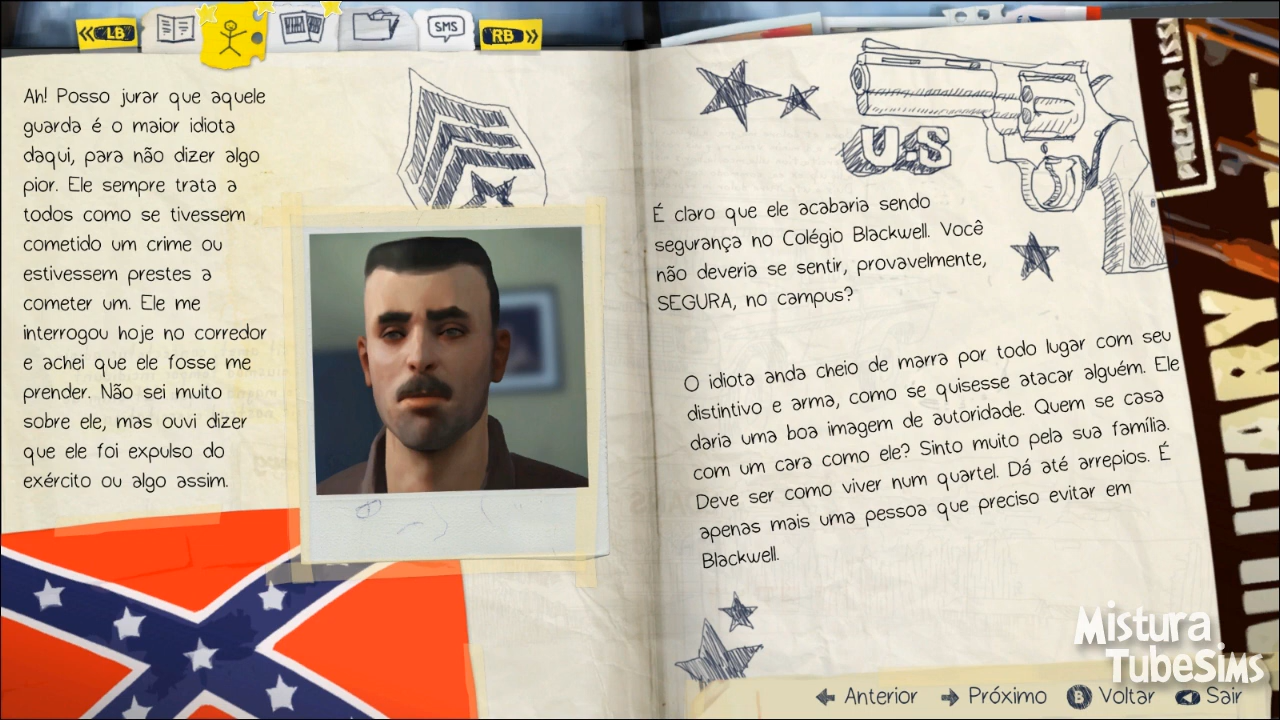 LB
SMS
RB
Ah! Posso jurar que aquele
guarda é o maior idiota
daqui, para não dizer algo
pior. Ele sempre trata a
todos como se tivessem
cometido um crime ou
estivessem prestes a
cometer um. Ele me
interrogou hoje no corredor
e achei que ele fosse me
prender. Não sei muito
sobre ele, mas ouvi dizer
que ele foi expulso do
exército ou algo assim.
U.S
É claro que ele acabaria sendo
segurança no Colégio Blackwell. Você
não deveria se sentir, provavelmente,
SEGURA, no campus?
O idiota anda cheio de marra por todo lugar com seu
distintivo e arma, como se quisesse atacar alguém. Ele
daria uma boa imagem de autoridade. Quem se casa
com um cara como ele? Sinto muito pela sua família.
Deve ser como viver num quartel. Dá até arrepios. É
apenas mais uma pessoa que preciso evitar em
Blackwell.
PREMIER ISS
MILITARY
Mistura
TubeSims
Anterior
Próximo
B Voltar
Sair